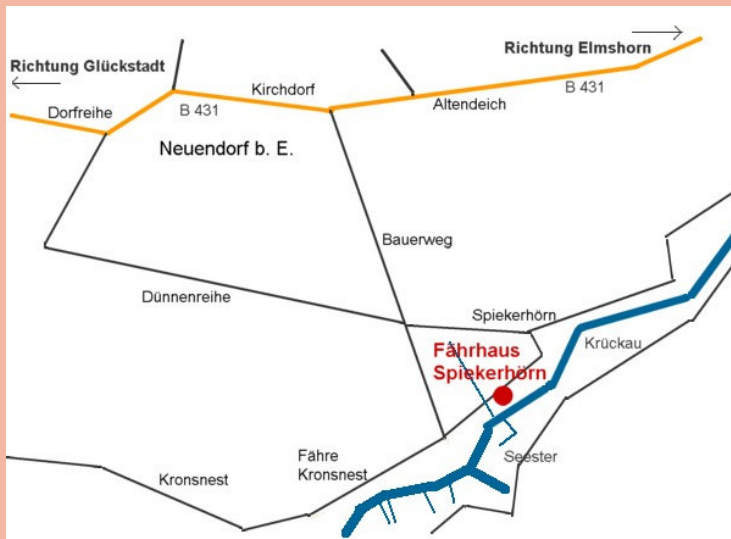 Richtung Elmshorn
Richtung Glückstadt
Kirchdorf
B 431
Dorfreihe
B 431
Altendeich
Neuendorf b. E.
Bauerweg
Dünnenreihe
Spiekerhörn
Krückau
Fährhaus
Spiekerhörn
Fähre
Kronsnest
Seester
Kronsnest